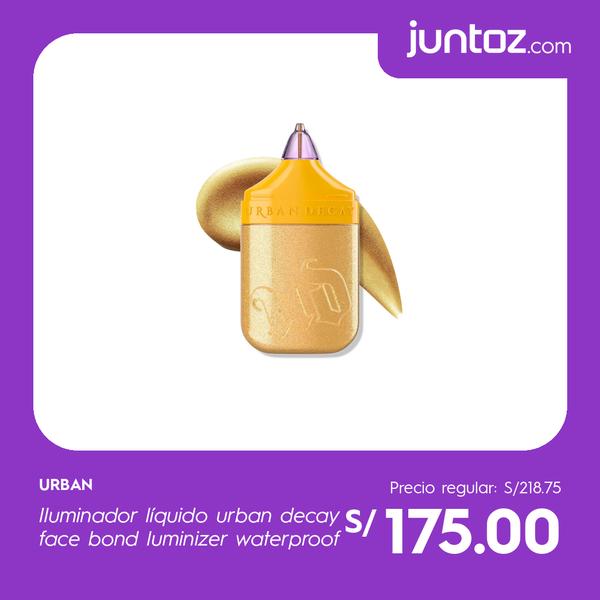 juntoz.com
URBAN DECAY
UD
URBAN
Iluminador líquido urban decay
face bond luminizer waterproof
Precio regular: S/218.75
S/ 175.00